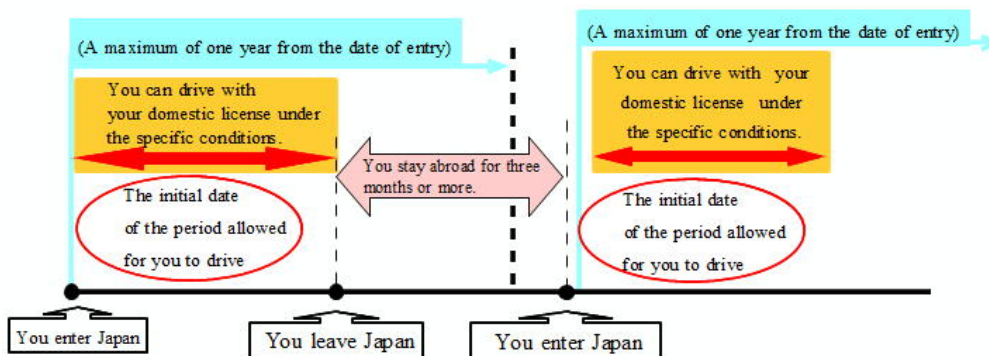 (A maximum of one year from the date of entry)
You can drive with
your domestic license under
the specific conditions.
The initial date
of the period allowed
for you to drive
You stay abroad for three
months or more.
(A maximum of one year from the date of entry)
You can drive with your
domestic license under
the specific conditions.
The initial date
of the period allowed
for you to drive
You enter Japan
You leave Japan
You enter Japan